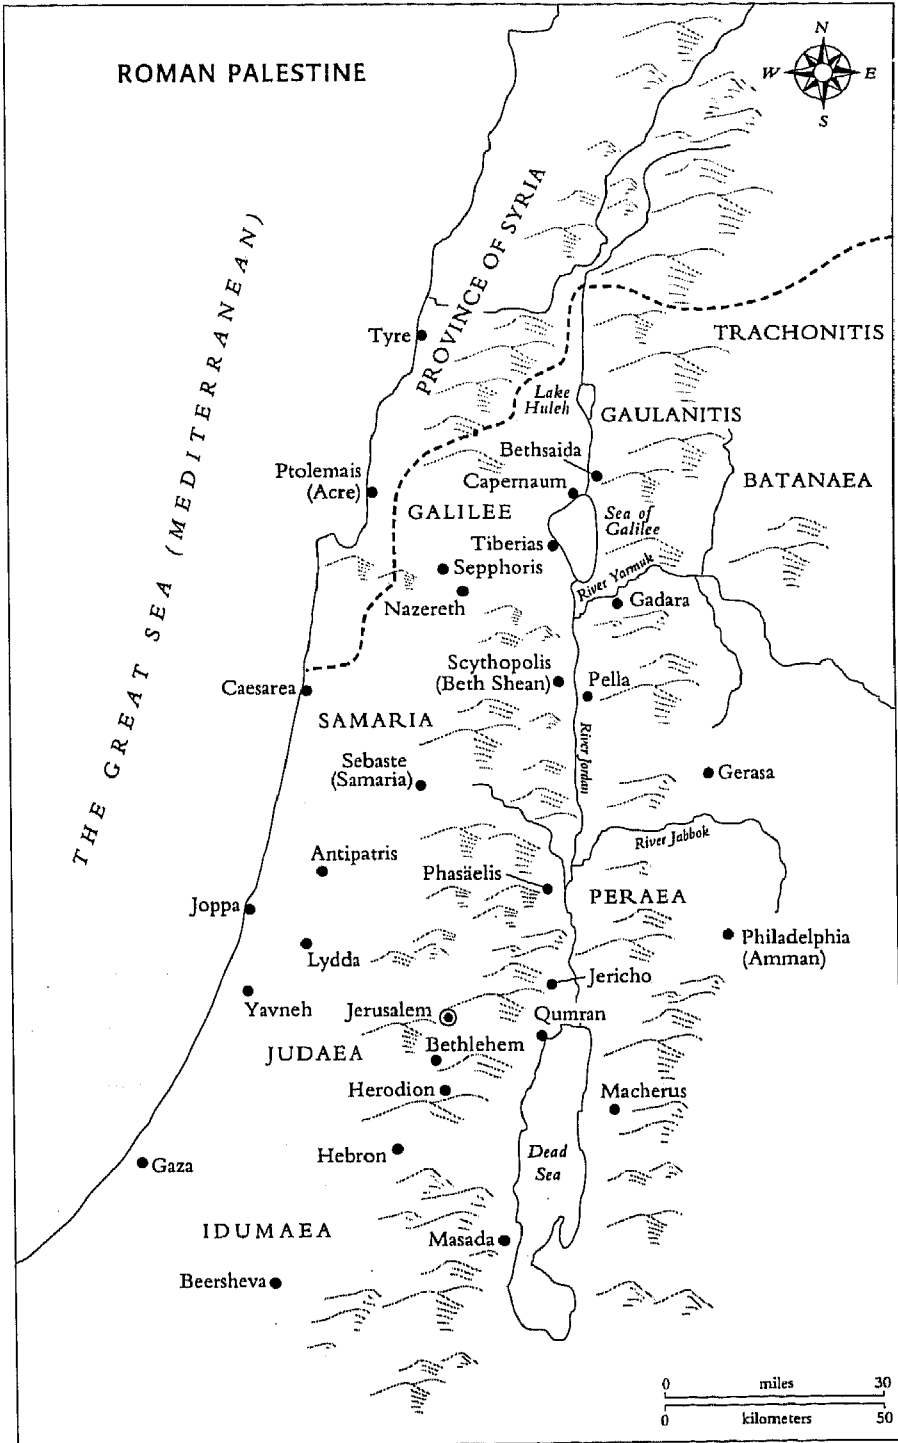 ROMAN PALESTINE
N
W
E
S
THE GREAT SEA (MEDITERRANEAN)
PROVINCE OF SYRIA
TRACHONITIS
Tyre
Lake
Huleh
GAULANITIS
Bethsaida
Ptolemais
(Acre)
Capernaum
BATANAEA
GALILEE
Sea of
Galilee
Tiberias
Sepphoris
River Yarmuk
Nazereth
Gadara
Scythopolis
(Beth Shean)
Pella
Caesarea
SAMARIA
River Jordan
Sebaste
(Samaria)
Gerasa
River Jabbok
Antipatris
Phasäelis
PERAEA
Joppa
Philadelphia
(Amman)
Lydda
Jericho
Yavneh
Jerusalem
Qumran
JUDAEA
Bethlehem
Herodion
Macherus
Hebron
Dead
Sea
Gaza
IDUMAEA
Masada
Beersheva
0 miles 30
0 kilometers 50